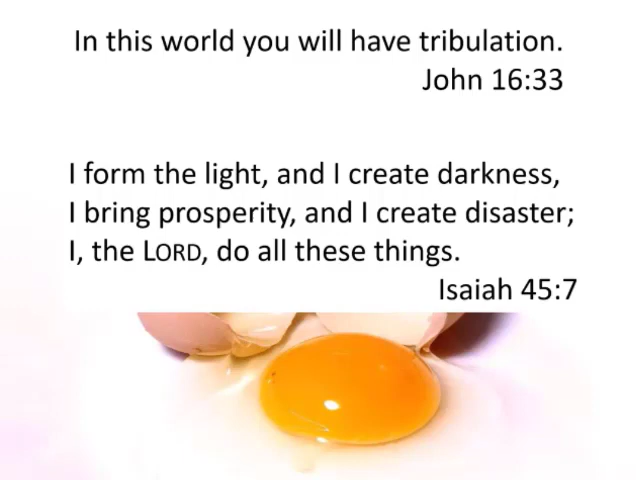 In this world you will have tribulation.
John 16:33
I form the light, and I create darkness,
I bring prosperity, and I create disaster;
I, the LORD, do all these things.
Isaiah 45:7